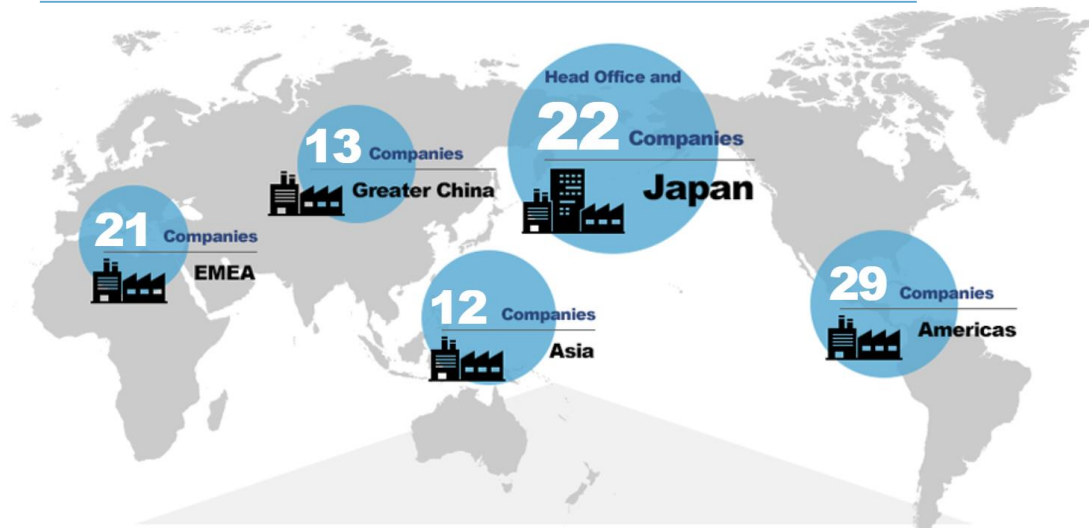 Head Office and
22 Companies
Japan
13 Companies
Greater China
21 Companies
EMEA
12 Companies
Asia
29 Companies
Americas